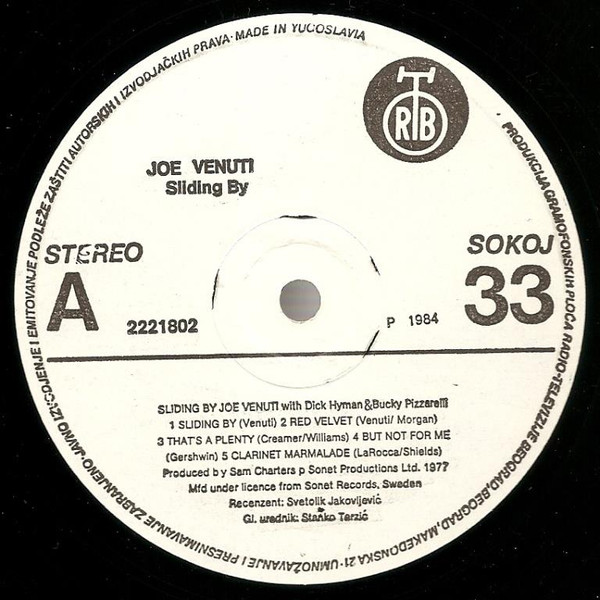 PRODUKCIJA GRAMOFONSKIH PLOČA RADIO-TELEVIZIJE BEOGRAD, BEOGRAD, MAKEDONSKA 21 · UMNOŽAVANJE I PRESNIMAVANJE ZABRANJENO · JAVNO IZVODJENJE I EMITOVANJE PODLEŽE ZAŠTITI AUTORSKIH I IZVODJAČKIH PRAVA · MADE IN YUGOSLAVIA
RTB
JOE VENUTI
Sliding By
STEREO
SOKOJ
A
33
2221802
P 1984
SLIDING BY JOE VENUTI with Dick Hyman & Bucky Pizzarelli
1 SLIDING BY (Venuti) 2 RED VELVET (Venuti/ Morgan)
3 THAT'S A PLENTY (Creamer/Williams) 4 BUT NOT FOR ME
(Gershwin) 5 CLARINET MARMALADE (LaRocca/Shields)
Produced by Sam Charters p Sonet Productions Ltd. 1977
Mfd under licence from Sonet Records, Sweden
Recenzent: Svetolik Jakovljević
Gl. urednik: Stanko Terzić